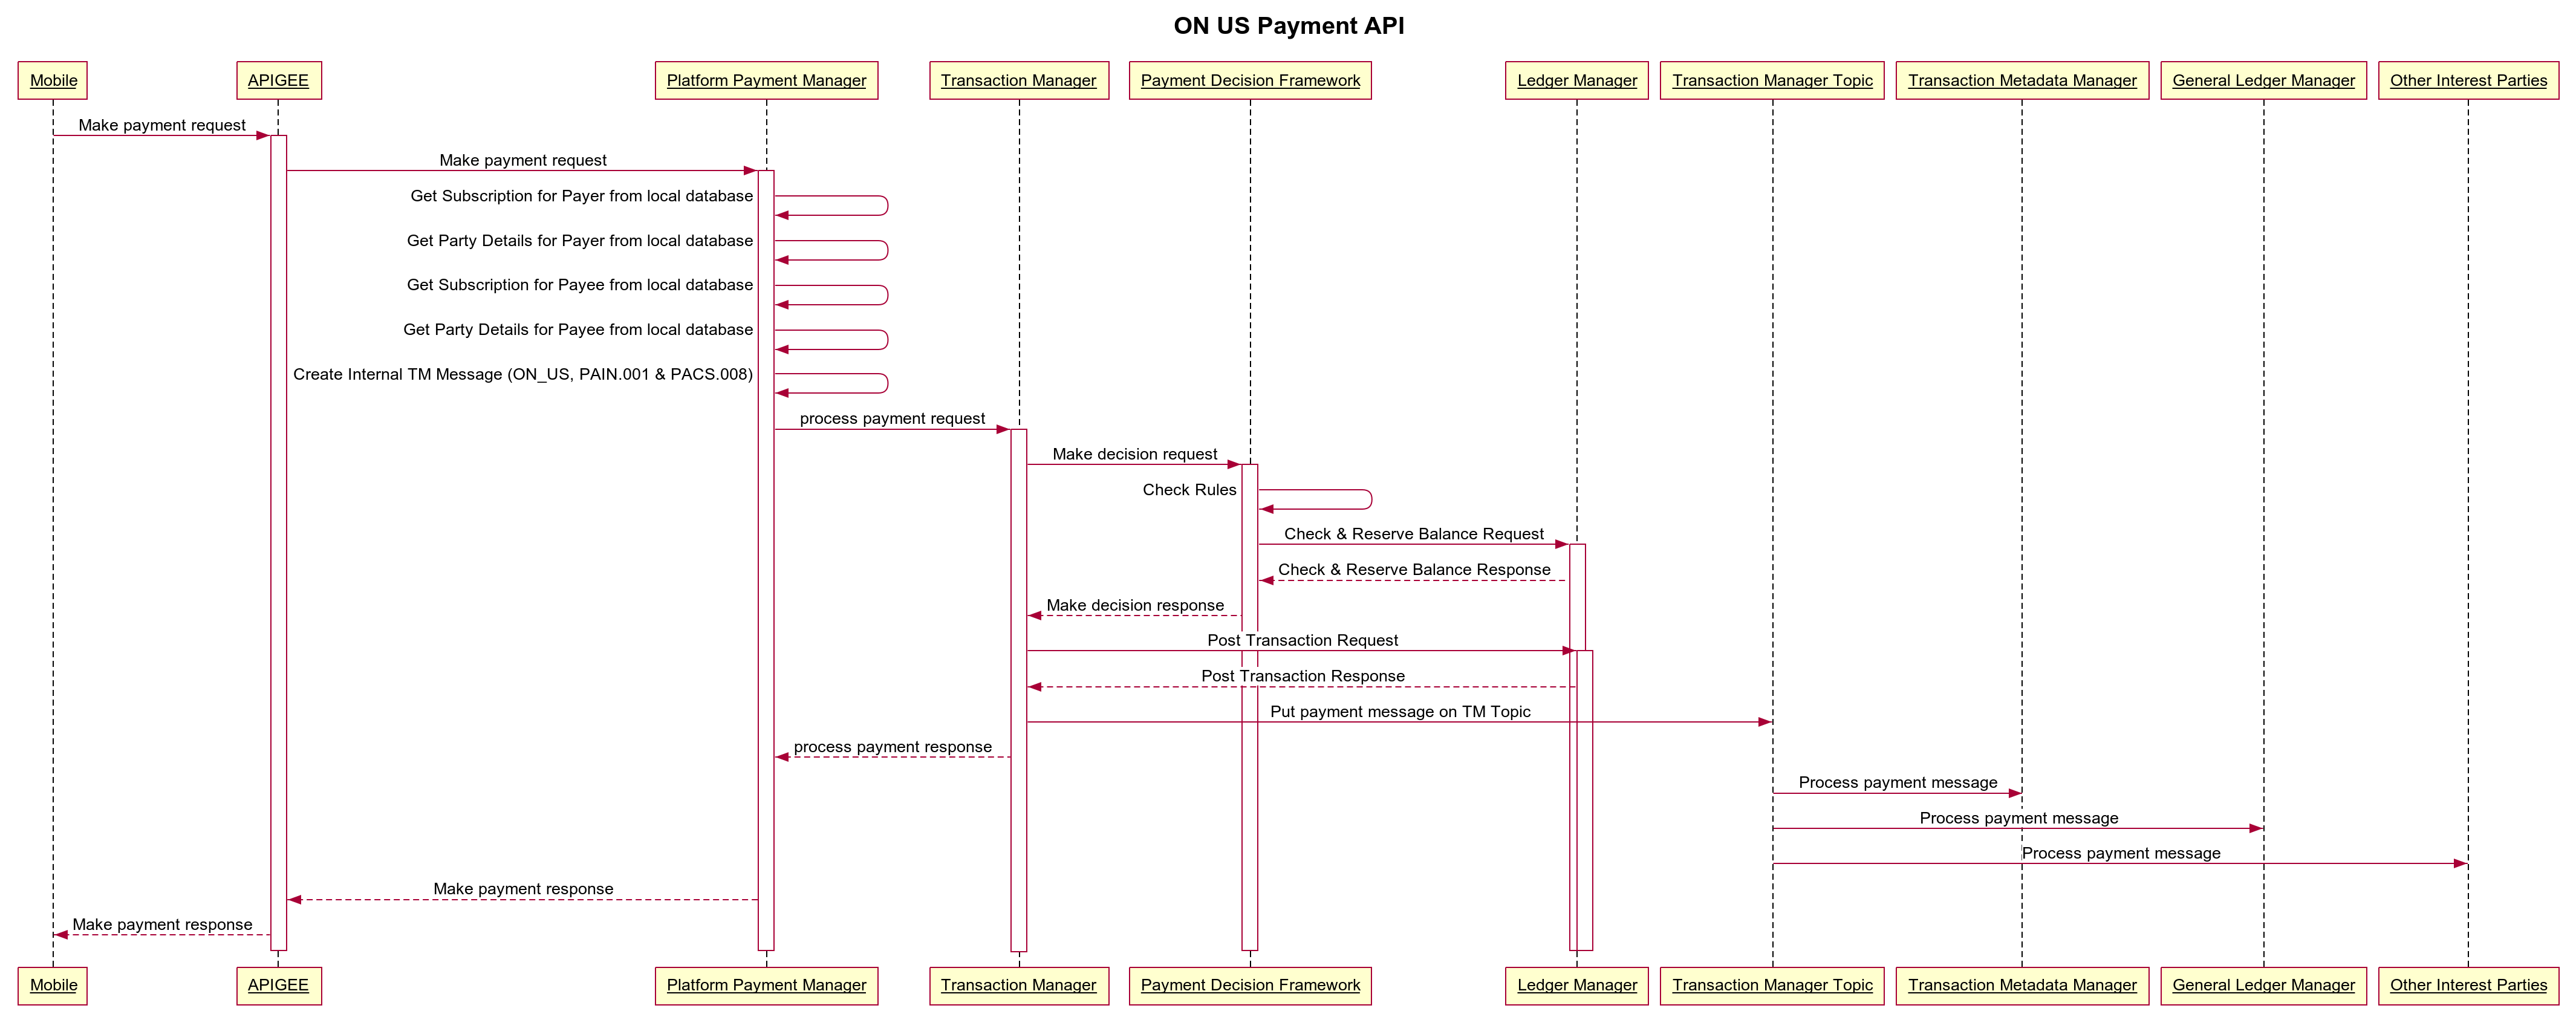 ON US Payment API
Mobile
APIGEE
Platform Payment Manager
Transaction Manager
Payment Decision Framework
Ledger Manager
Transaction Manager Topic
Transaction Metadata Manager
General Ledger Manager
Other Interest Parties
Make payment request
Make payment request
Get Subscription for Payer from local database
Get Party Details for Payer from local database
Get Subscription for Payee from local database
Get Party Details for Payee from local database
Create Internal TM Message (ON_US, PAIN.001 & PACS.008)
process payment request
Make decision request
Check Rules
Check & Reserve Balance Request
Check & Reserve Balance Response
Make decision response
Post Transaction Request
Post Transaction Response
Put payment message on TM Topic
process payment response
Process payment message
Process payment message
Process payment message
Make payment response
Make payment response
Mobile
APIGEE
Platform Payment Manager
Transaction Manager
Payment Decision Framework
Ledger Manager
Transaction Manager Topic
Transaction Metadata Manager
General Ledger Manager
Other Interest Parties